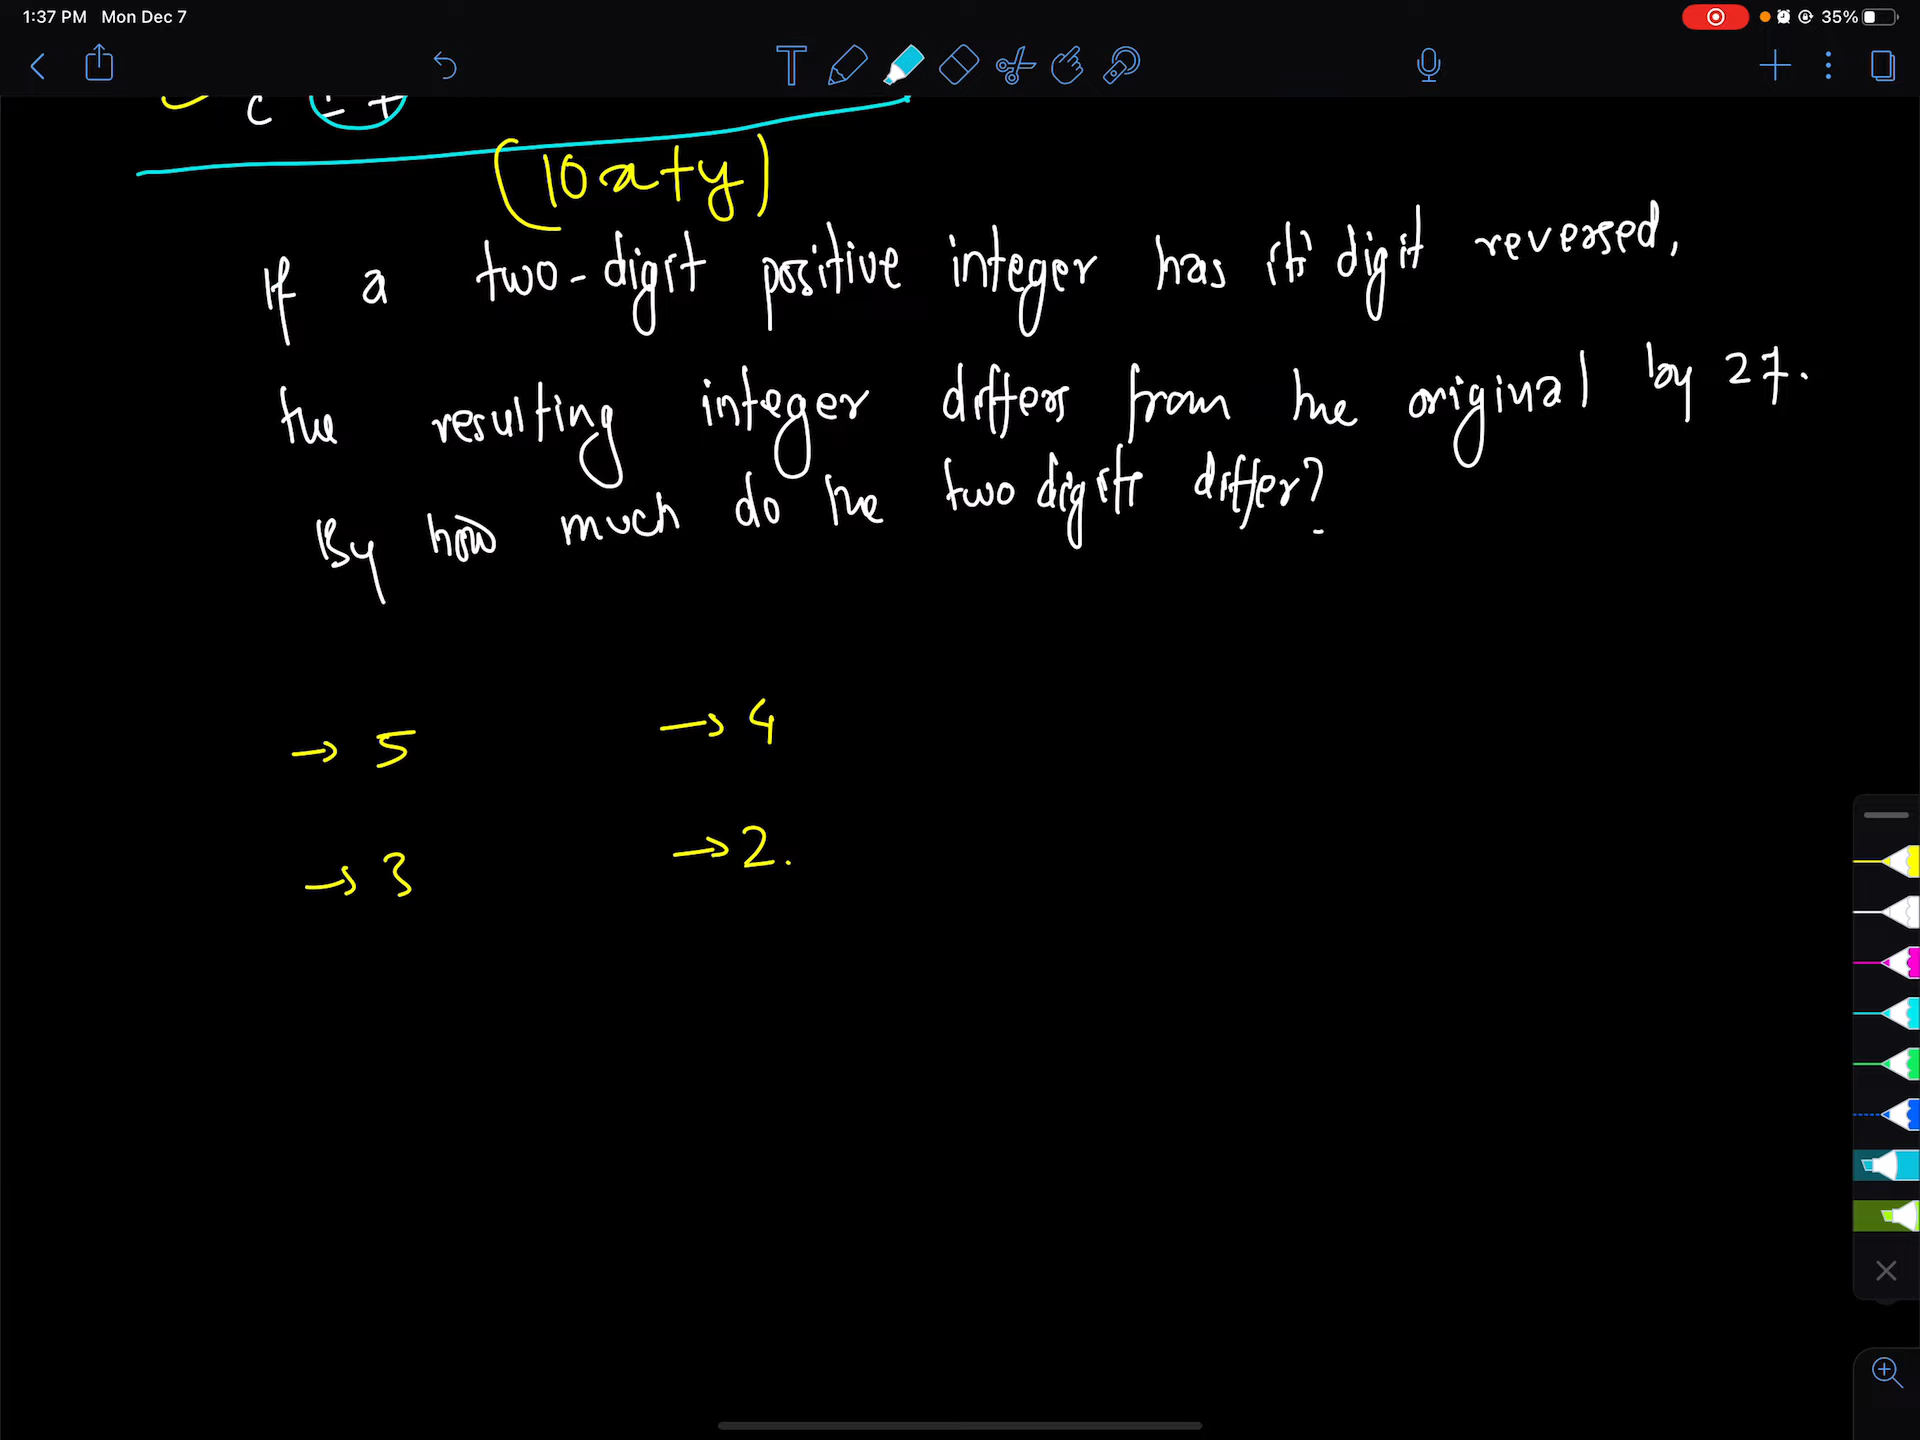 1:37 PM Mon Dec 7
35%
T
c
(10x+y)
If a two-digit positive integer has its digit reversed,
the resulting integer differs from the original by 27.
By how much do the two digits differ?
→ 5 → 4
→ 3 → 2.